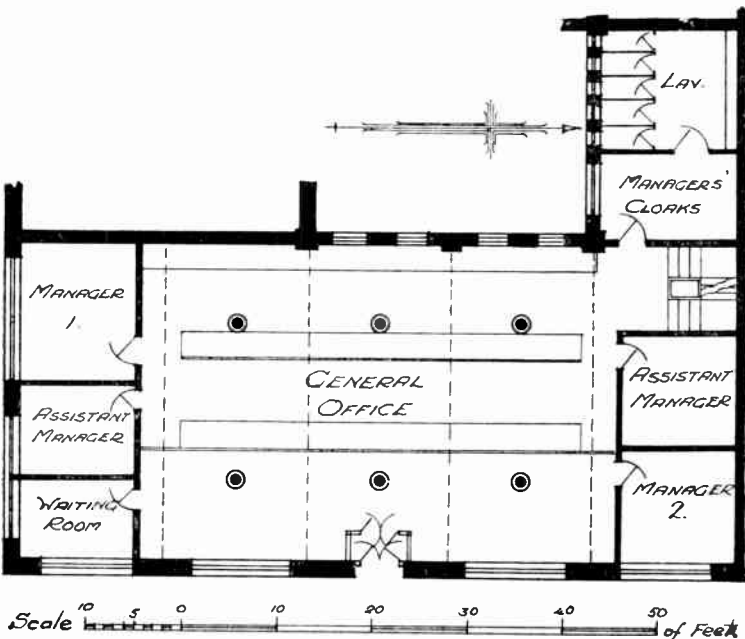 LAV.
MANAGERS'
CLOAKS
MANAGER
1.
ASSISTANT
MANAGER
GENERAL
OFFICE
ASSISTANT
MANAGER
WAITING
ROOM
MANAGER
2.
Scale 10 5 0 10 20 30 40 50 of Feet